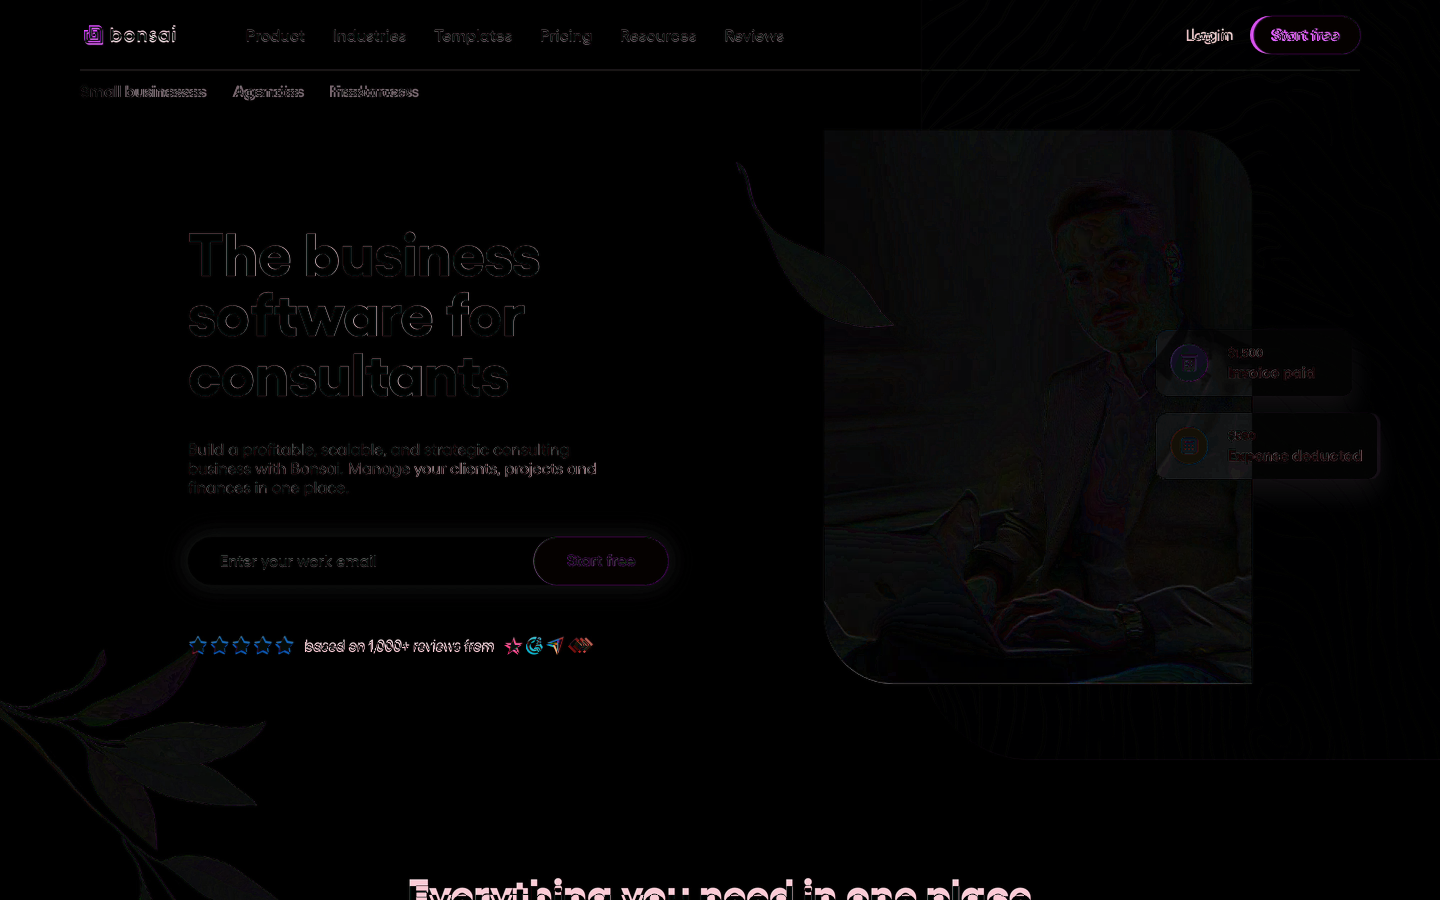 bonsai
Product Industries Templates Pricing Resources Reviews
Login Start free
Small businesses Agencies Freelancers
The business
software for
consultants
Build a profitable, scalable, and strategic consulting
business with Bonsai. Manage your clients, projects and
finances in one place.
Enter your work email Start free
based on 1,000+ reviews from
Invoice paid
Expense deducted
Everything you need in one place